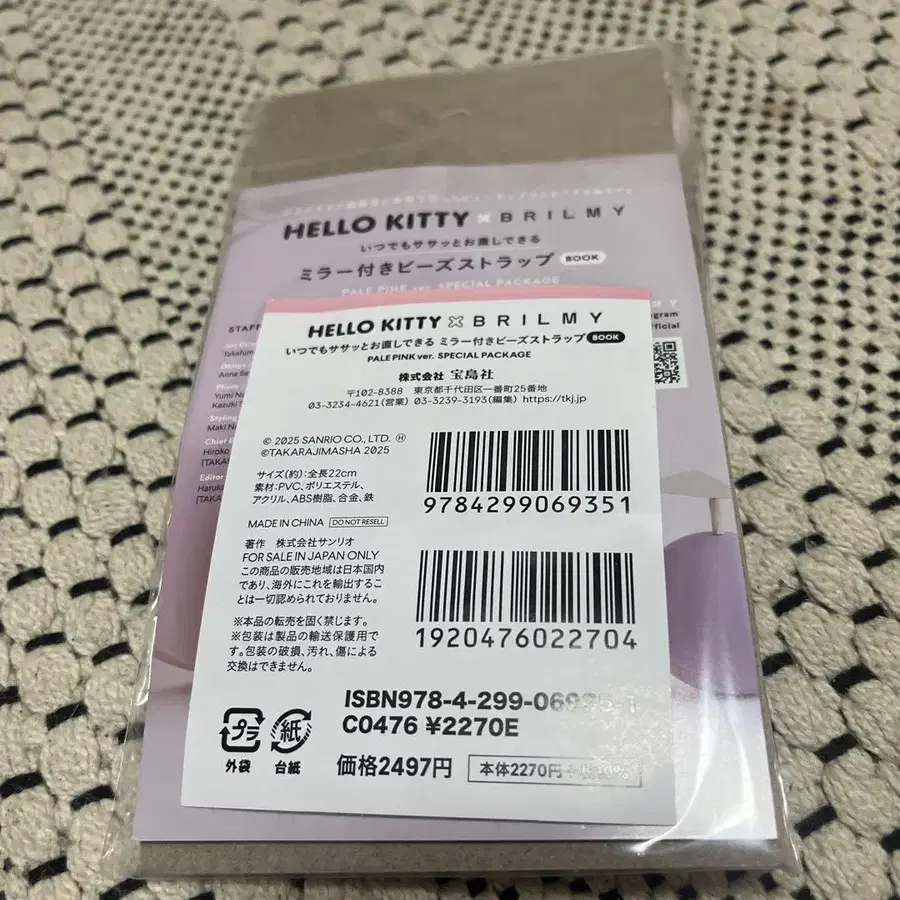 HELLO KITTY × BRILMY
いつでもササッとお直しできる
ミラー付きビーズストラップ BOOK
PALE PINK ver. SPECIAL PACKAGE
STAFF
HELLO KITTY × BRILMY
いつでもササッとお直しできる ミラー付きビーズストラップ BOOK
PALE PINK ver. SPECIAL PACKAGE
株式会社 宝島社
〒102-8388 東京都千代田区一番町25番地
03-3234-4621(営業) 03-3239-3193(編集) https://tkj.jp
© 2025 SANRIO CO., LTD. Ⓗ
©TAKARAJIMASHA 2025
サイズ(約):全長22cm
素材:PVC、ポリエステル、
アクリル、ABS樹脂、合金、鉄
MADE IN CHINA DO NOT RESELL
著作 株式会社サンリオ
FOR SALE IN JAPAN ONLY
この商品の販売地域は日本国内
であり、海外にこれを輸出するこ
とは一切認められておりません。
※本品の転売を固く禁じます。
※包装は製品の輸送保護用で
す。包装の破損、汚れ、傷による
交換はできません。
9784299069351
1920476022704
ISBN978-4-299-06935-1
C0476 ¥2270E
価格2497円 本体2270円
プラ 紙
外袋 台紙